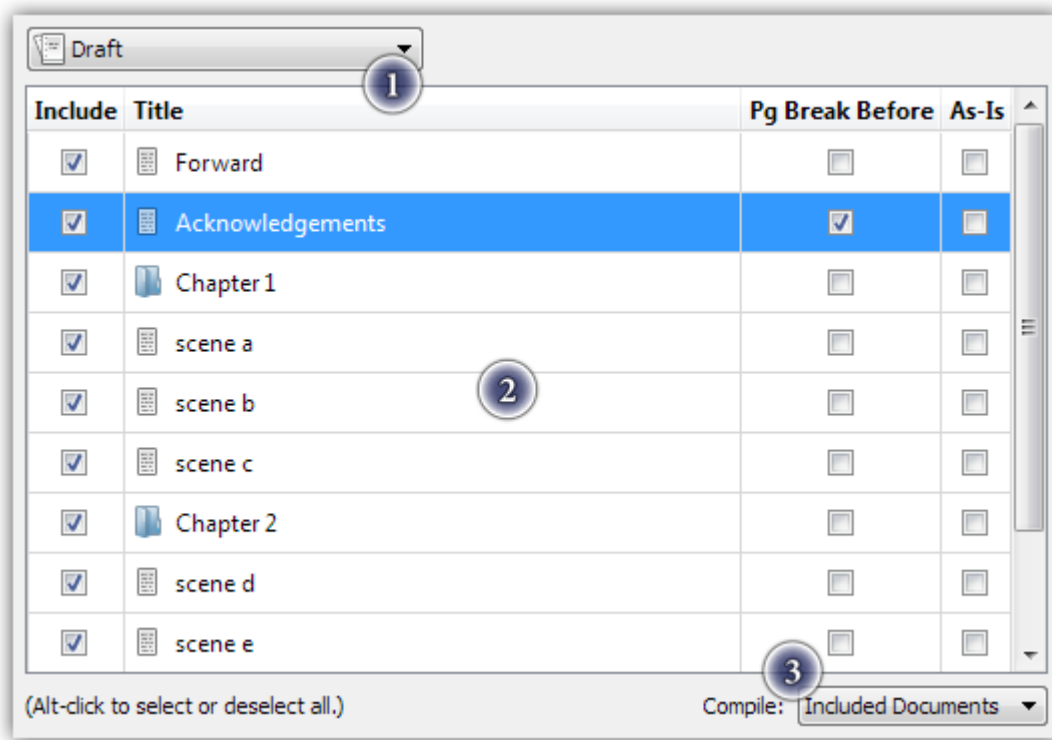 Draft
1
Include Title Pg Break Before As-Is
Forward
Acknowledgements
Chapter 1
scene a
scene b
2
scene c
Chapter 2
scene d
scene e
3
(Alt-click to select or deselect all.) Compile: Included Documents